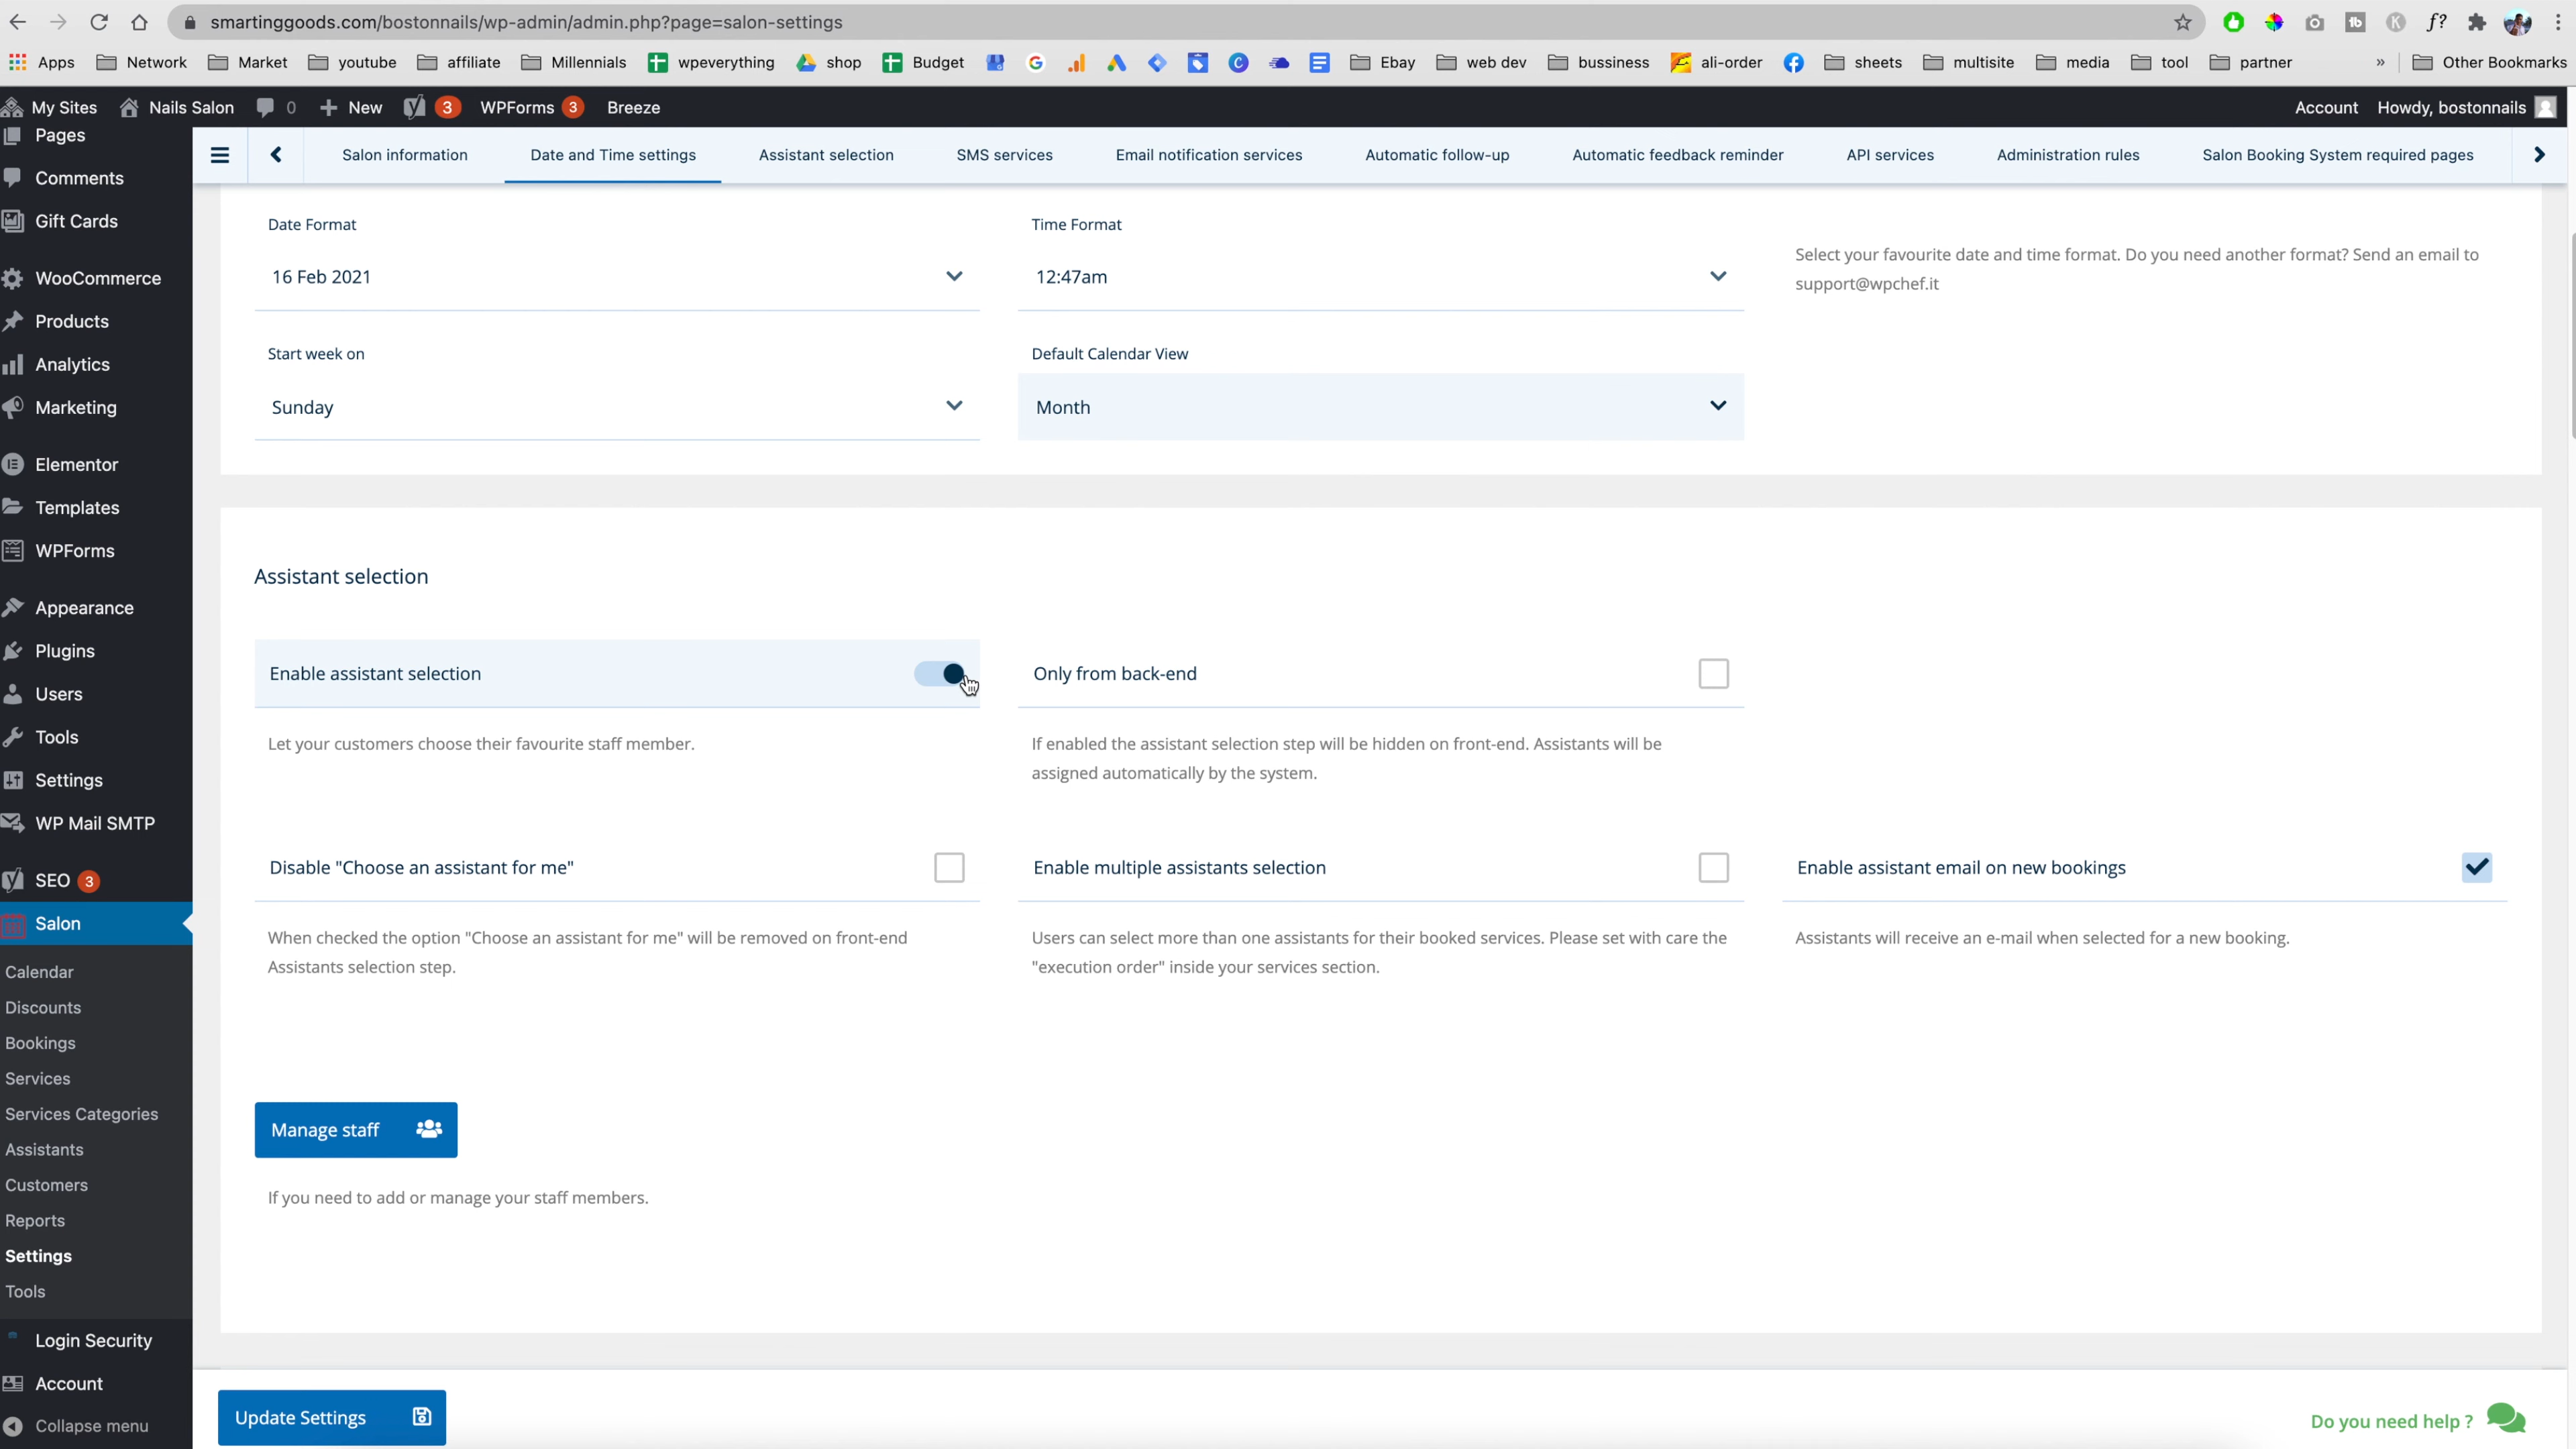 smartinggoods.com/bostonnails/wp-admin/admin.php?page=salon-settings
Apps Network Market youtube affiliate Millennials wpeverything shop Budget Ebay web dev bussiness ali-order sheets multisite media tool partner » Other Bookmarks
My Sites Nails Salon 0 New 3 WPForms 3 Breeze Account Howdy, bostonnails
Pages
Comments
Gift Cards
WooCommerce
Products
Analytics
Marketing
Elementor
Templates
WPForms
Appearance
Plugins
Users
Tools
Settings
WP Mail SMTP
SEO 3
Salon
Calendar
Discounts
Bookings
Services
Services Categories
Assistants
Customers
Reports
Settings
Tools
Login Security
Account
Collapse menu
Salon information Date and Time settings Assistant selection SMS services Email notification services Automatic follow-up Automatic feedback reminder API services Administration rules Salon Booking System required pages
Date Format
16 Feb 2021
Time Format
12:47am
Select your favourite date and time format. Do you need another format? Send an email to
support@wpchef.it
Start week on
Sunday
Default Calendar View
Month
Assistant selection
Enable assistant selection
Let your customers choose their favourite staff member.
Only from back-end
If enabled the assistant selection step will be hidden on front-end. Assistants will be
assigned automatically by the system.
Disable "Choose an assistant for me"
When checked the option "Choose an assistant for me" will be removed on front-end
Assistants selection step.
Enable multiple assistants selection
Users can select more than one assistants for their booked services. Please set with care the
"execution order" inside your services section.
Enable assistant email on new bookings
Assistants will receive an e-mail when selected for a new booking.
Manage staff
If you need to add or manage your staff members.
Update Settings
Do you need help ?